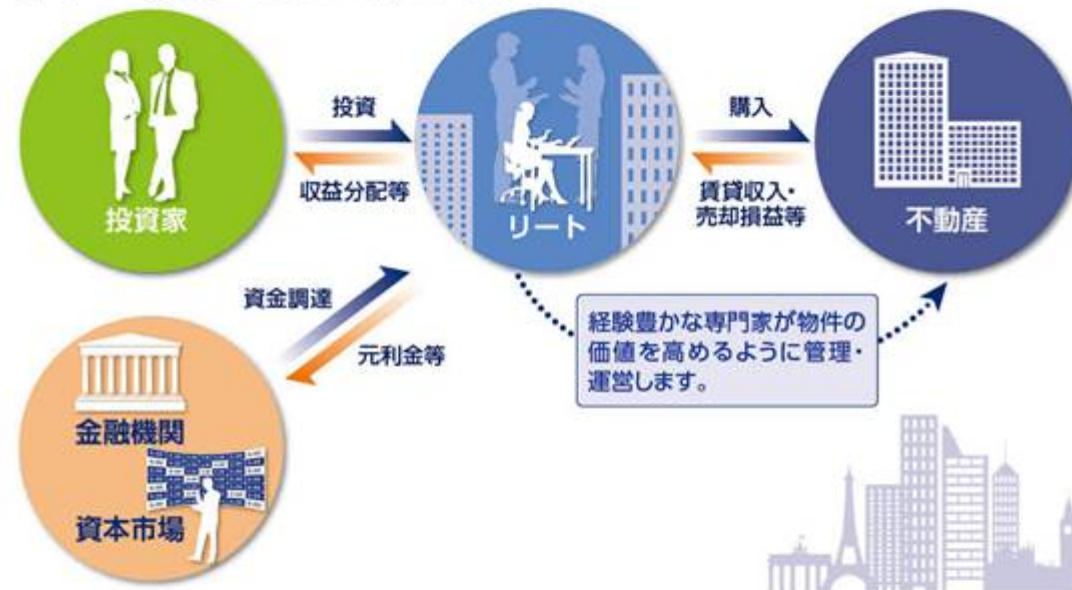 投資家
投資
収益分配等
リート
購入
賃貸収入・
売却損益等
不動産
資金調達
元利金等
経験豊かな専門家が物件の
価値を高めるように管理・
運営します。
金融機関
資本市場